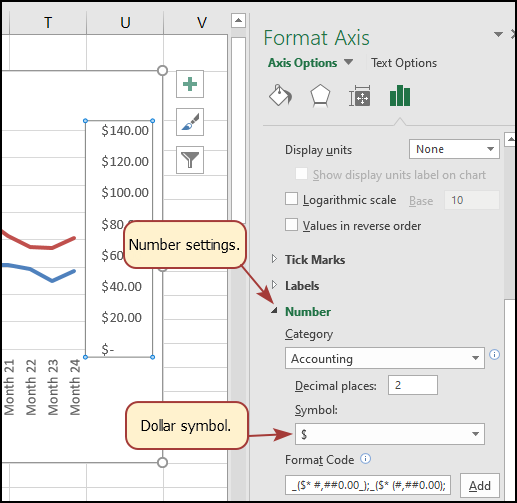 T U V
$140.00
$120.00
$100.00
$80.0
$60
$40.00
$20.00
$-
Month 21
Month 22
Month 23
Month 24
Number settings.
Dollar symbol.
Format Axis
Axis Options Text Options
Display units None
Show display units label on chart
Logarithmic scale Base 10
Values in reverse order
Tick Marks
Labels
Number
Category
Accounting
Decimal places: 2
Symbol:
$
Format Code
_($* #,##0.00_);_($* (#,##0.00); Add